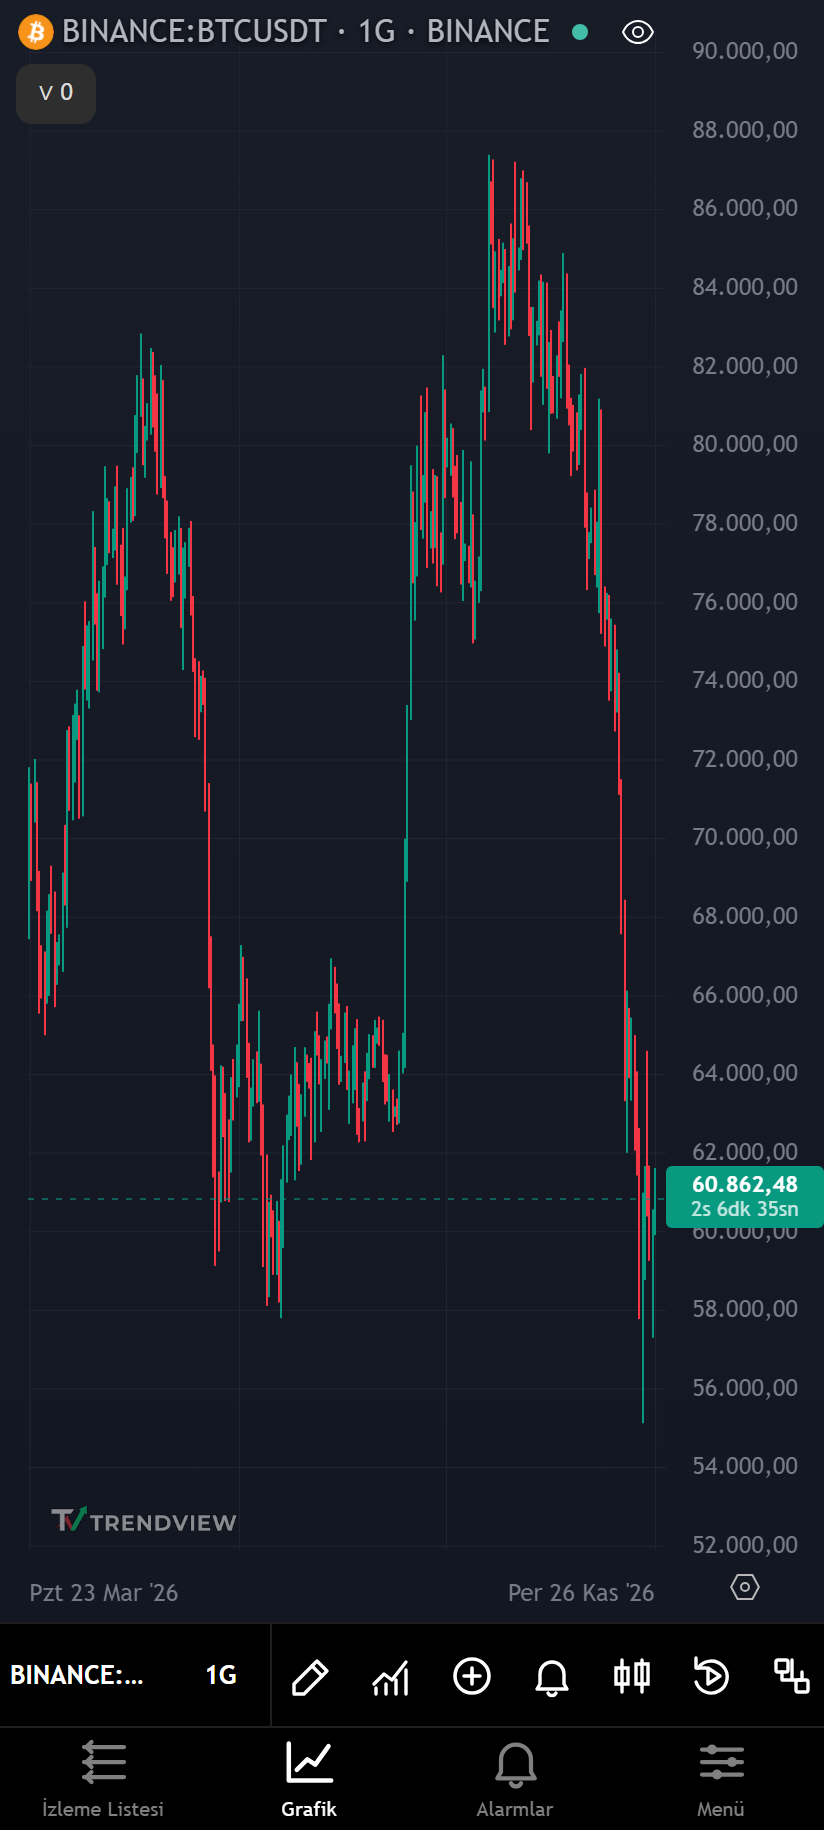 BINANCE:BTCUSDT · 1G · BINANCE
0
90.000,00
88.000,00
86.000,00
84.000,00
82.000,00
80.000,00
78.000,00
76.000,00
74.000,00
72.000,00
70.000,00
68.000,00
66.000,00
64.000,00
62.000,00
60.862,48
2s 6dk 35sn
60.000,00
58.000,00
56.000,00
54.000,00
52.000,00
TRENDVIEW
Pzt 23 Mar '26
Per 26 Kas '26
BINANCE:...
1G
İzleme Listesi
Grafik
Alarmlar
Menü